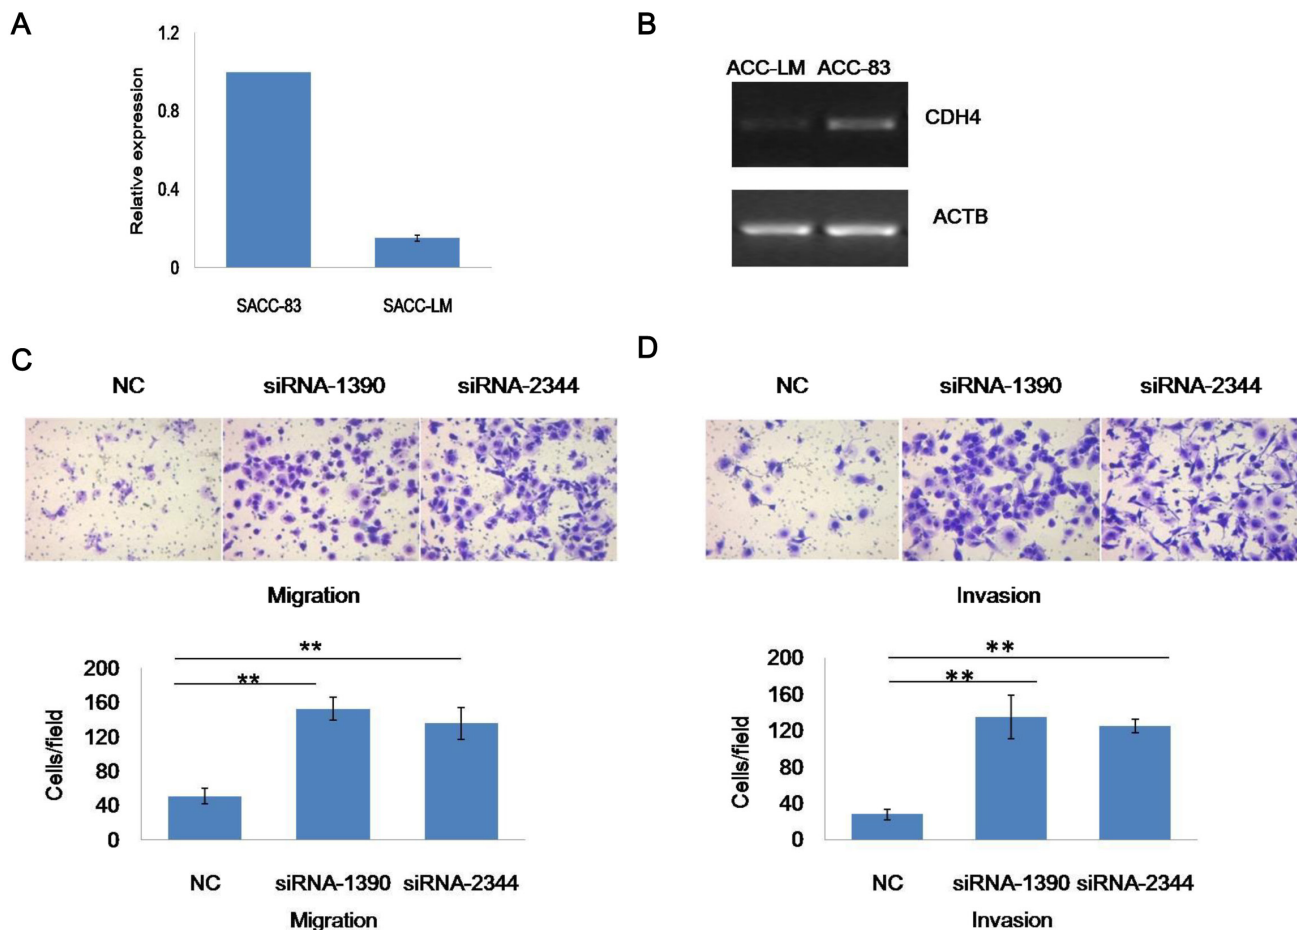 A
1.2
0.8
0.4
0
Relative expression
SACC-83 SACC-LM
B
ACC-LM ACC-83
CDH4
ACTB
C
NC siRNA-1390 siRNA-2344
Migration
200
160
120
80
40
0
Cells/field
**
**
NC siRNA-1390 siRNA-2344
Migration
D
NC siRNA-1390 siRNA-2344
Invasion
200
160
120
80
40
0
Cells/field
**
**
NC siRNA-1390 siRNA-2344
Invasion